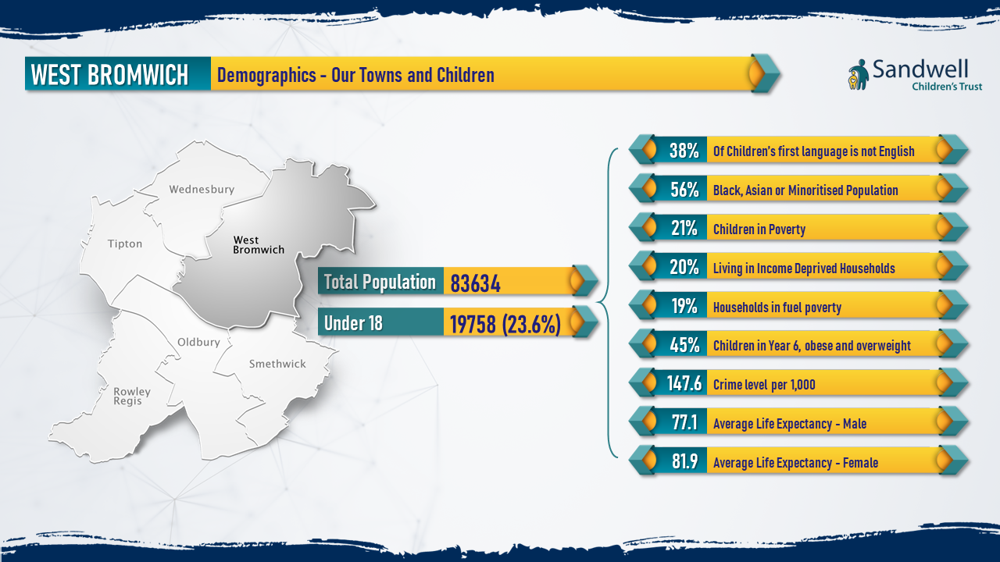 WEST BROMWICH
Demographics - Our Towns and Children
Sandwell
Children's Trust
Wednesbury
Tipton
West
Bromwich
Oldbury
Smethwick
Rowley
Regis
Total Population 83634
Under 18 19758 (23.6%)
38% Of Children's first language is not English
56% Black, Asian or Minoritised Population
21% Children in Poverty
20% Living in Income Deprived Households
19% Households in fuel poverty
45% Children in Year 6, obese and overweight
147.6 Crime level per 1,000
77.1 Average Life Expectancy - Male
81.9 Average Life Expectancy - Female